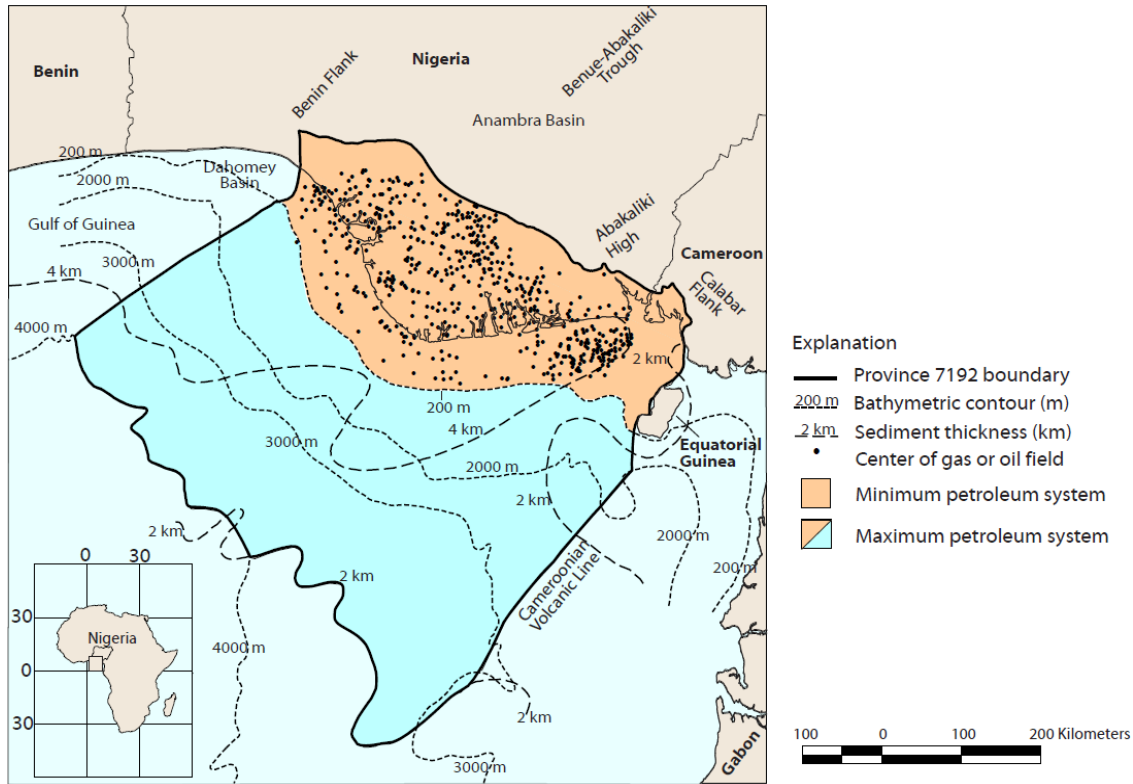 Benin
Nigeria
Benin Flank
Benue-Abakaliki
Trough
Anambra Basin
200 m
2000 m
Dahomey
Basin
Gulf of Guinea
3000 m
4 km
4000 m
Abakaliki
High
Cameroon
Calabar
Flank
2 km
200 m
4 km
3000 m
2000 m
Equatorial
Guinea
2 km
2000 m
200 m
2 km
2 km
Cameroonian
Volcanic Line
4000 m
2 km
3000 m
Gabon
0 30
30
Nigeria
0
30
Explanation
Province 7192 boundary
200 m Bathymetric contour (m)
2 km Sediment thickness (km)
Center of gas or oil field
Minimum petroleum system
Maximum petroleum system
100 0 100 200 Kilometers